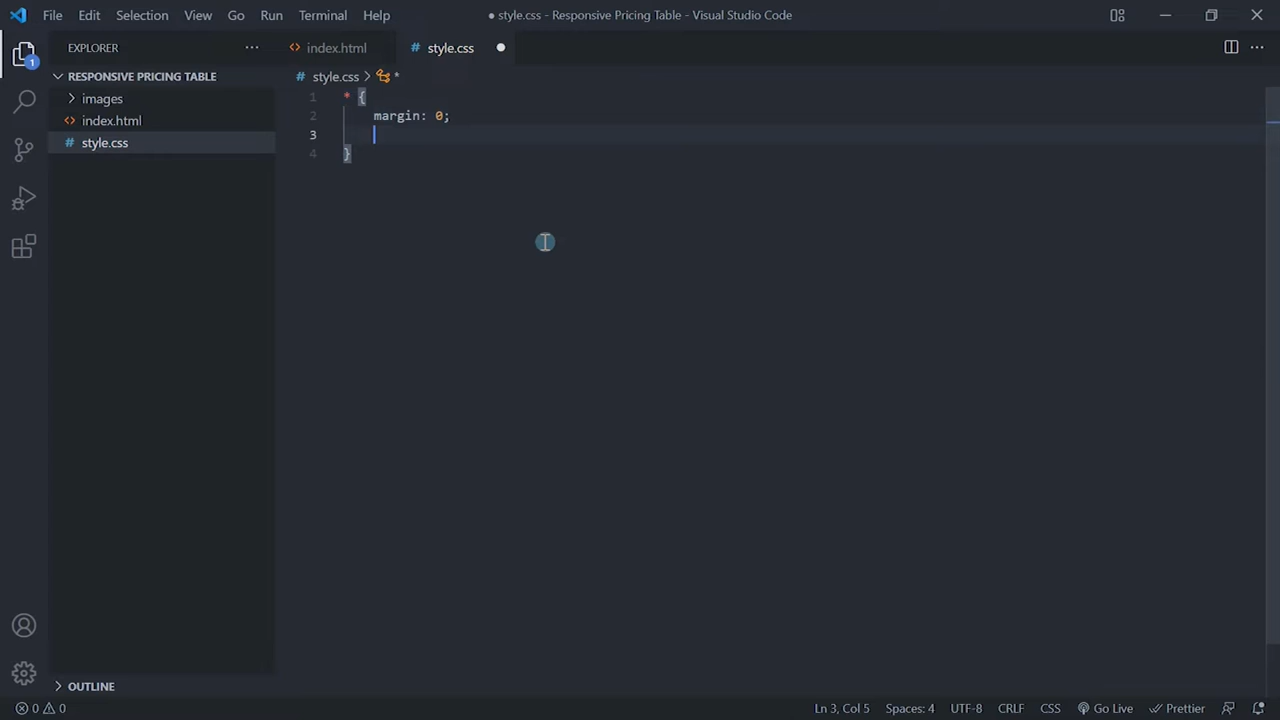 File Edit Selection View Go Run Terminal Help ● style.css - Responsive Pricing Table - Visual Studio Code
EXPLORER ··· <> index.html # style.css ● ···
RESPONSIVE PRICING TABLE
# style.css > *
images
index.html
# style.css
1 * {
2 margin: 0;
3
4 }
1
OUTLINE
0 0 Ln 3, Col 5 Spaces: 4 UTF-8 CRLF CSS Go Live Prettier